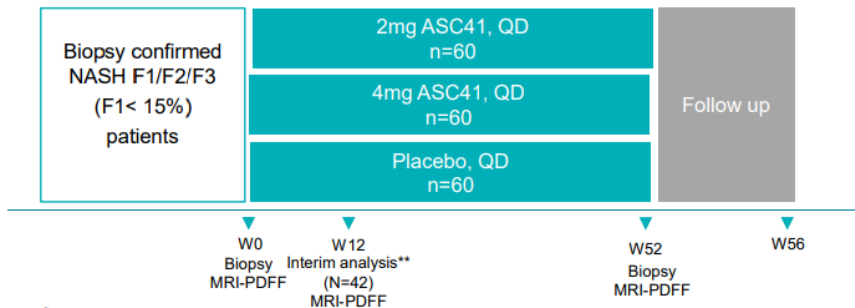 Biopsy confirmed
NASH F1/F2/F3
(F1< 15%)
patients
2mg ASC41, QD
n=60
4mg ASC41, QD
n=60
Placebo, QD
n=60
Follow up
W0
Biopsy
MRI-PDFF
W12
Interim analysis**
(N=42)
MRI-PDFF
W52
Biopsy
MRI-PDFF
W56